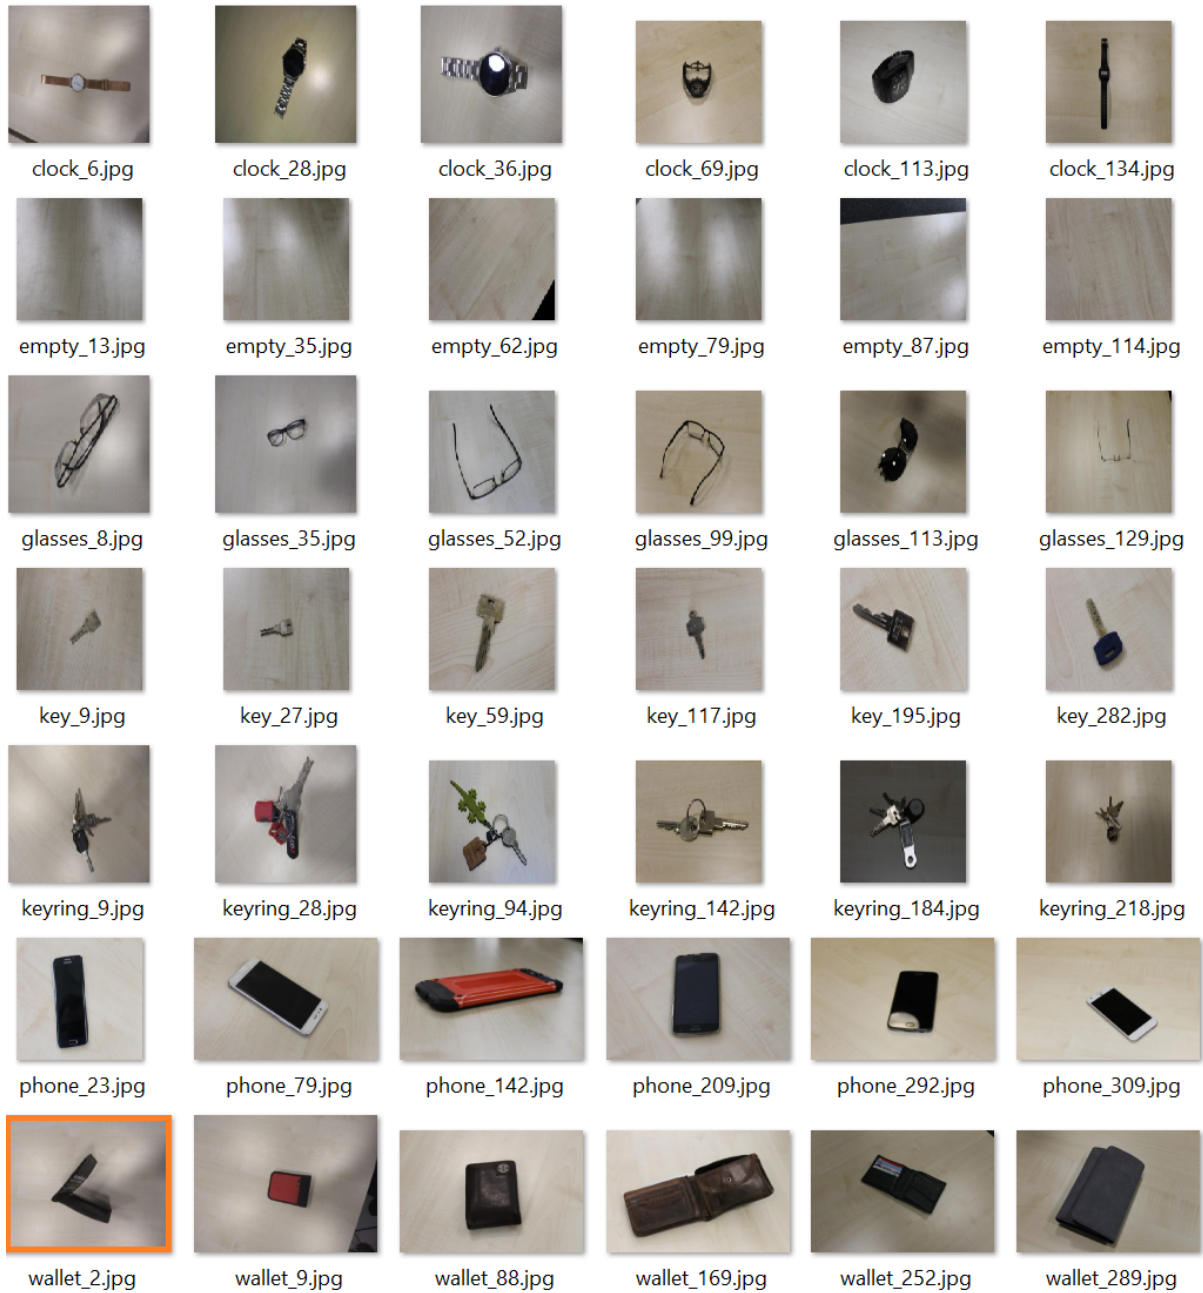 clock_6.jpg clock_28.jpg clock_36.jpg clock_69.jpg clock_113.jpg clock_134.jpg
empty_13.jpg empty_35.jpg empty_62.jpg empty_79.jpg empty_87.jpg empty_114.jpg
glasses_8.jpg glasses_35.jpg glasses_52.jpg glasses_99.jpg glasses_113.jpg glasses_129.jpg
key_9.jpg key_27.jpg key_59.jpg key_117.jpg key_195.jpg key_282.jpg
keyring_9.jpg keyring_28.jpg keyring_94.jpg keyring_142.jpg keyring_184.jpg keyring_218.jpg
phone_23.jpg phone_79.jpg phone_142.jpg phone_209.jpg phone_292.jpg phone_309.jpg
wallet_2.jpg wallet_9.jpg wallet_88.jpg wallet_169.jpg wallet_252.jpg wallet_289.jpg